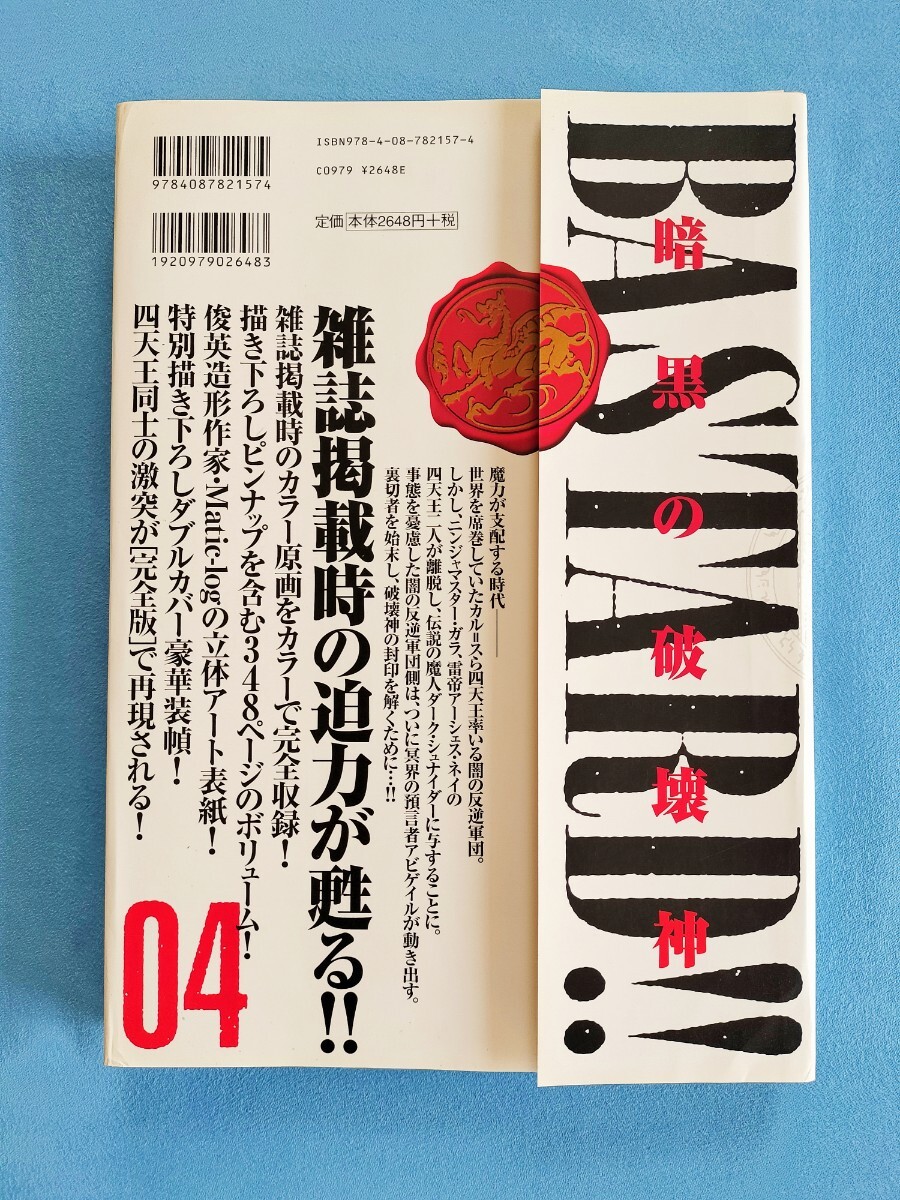 BASTARD!!
暗黒の破壊神
ISBN978-4-08-782157-4
C0979 ¥2648E
定価 本体2648円+税
9784087821574
1920979026483
魔力が支配する時代――
世界を席巻していたカル=スら四天王率いる闇の反逆軍団。
しかし、ニンジャマスター・ガラ、雷帝アーシェス・ネイの
四天王二人が離脱し、伝説の魔人ダーク・シュナイダーに与することに。
事態を憂慮した闇の反逆軍団側は、ついに冥界の預言者アビゲイルが動き出す。
裏切者を始末し、破壊神の封印を解くために…!!
雑誌掲載時の迫力が甦る!!
雑誌掲載時のカラー原画をカラーで完全収録!
描き下ろしピンナップを含む348ページのボリューム!
俊英造形作家・Matic-logの立体アート表紙!
特別描き下ろしダブルカバー豪華装幀!
四天王同士の激突が[完全版]で再現される!
04